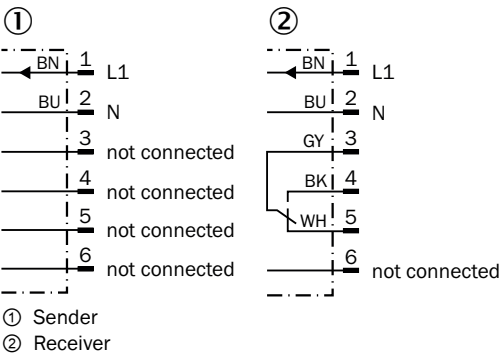 ① ②
BN 1 L1
BU 2 N
3 not connected
4 not connected
5 not connected
6 not connected
BN 1 L1
BU 2 N
GY 3
BK 4
WH 5
6 not connected
① Sender
② Receiver